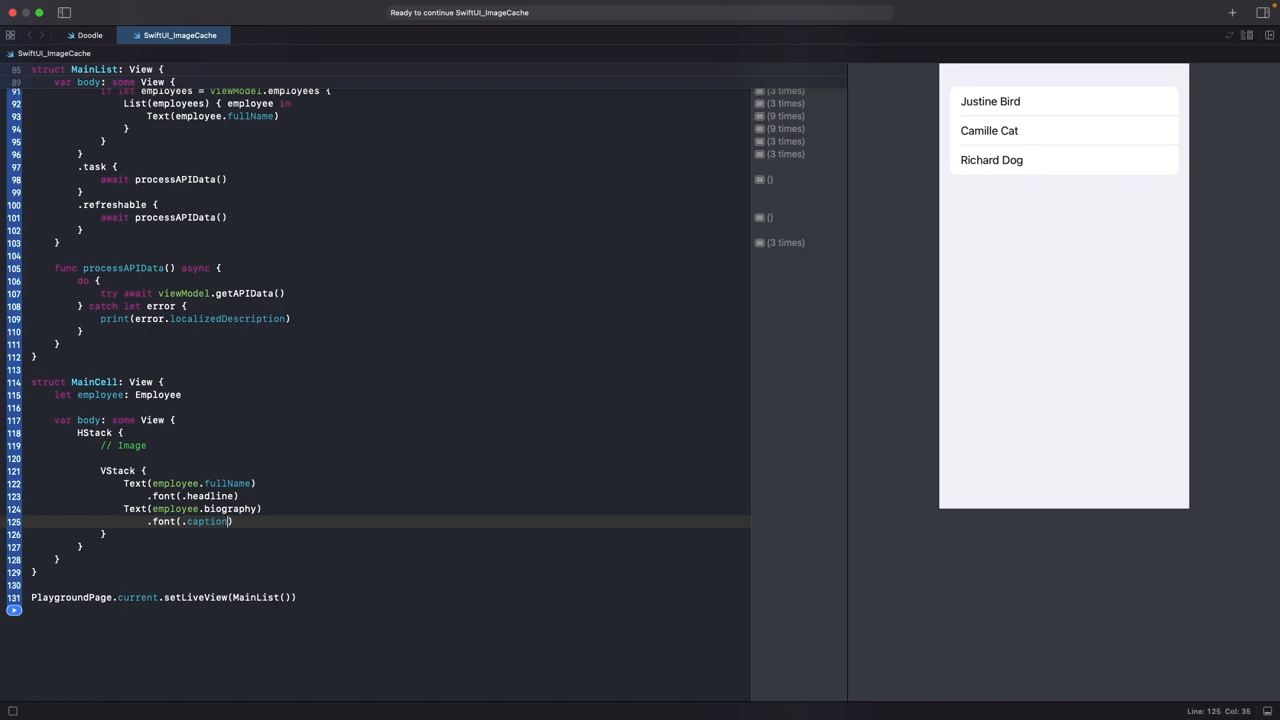 Ready to continue SwiftUI_ImageCache
Doodle
SwiftUI_ImageCache
SwiftUI_ImageCache
85 struct MainList: View {
89 var body: some View {
91 if let employees = viewModel.employees { (3 times)
92 List(employees) { employee in (3 times)
93 Text(employee.fullName) (9 times)
94 } (9 times)
95 } (3 times)
96 } (3 times)
97 .task {
98 await processAPIData() ()
99 }
100 .refreshable {
101 await processAPIData() ()
102 }
103 } (3 times)
104
105 func processAPIData() async {
106 do {
107 try await viewModel.getAPIData()
108 } catch let error {
109 print(error.localizedDescription)
110 }
111 }
112 }
113
114 struct MainCell: View {
115 let employee: Employee
116
117 var body: some View {
118 HStack {
119 // Image
120
121 VStack {
122 Text(employee.fullName)
123 .font(.headline)
124 Text(employee.biography)
125 .font(.caption)
126 }
127 }
128 }
129 }
130
131 PlaygroundPage.current.setLiveView(MainList())
Justine Bird
Camille Cat
Richard Dog
Line: 125 Col: 35